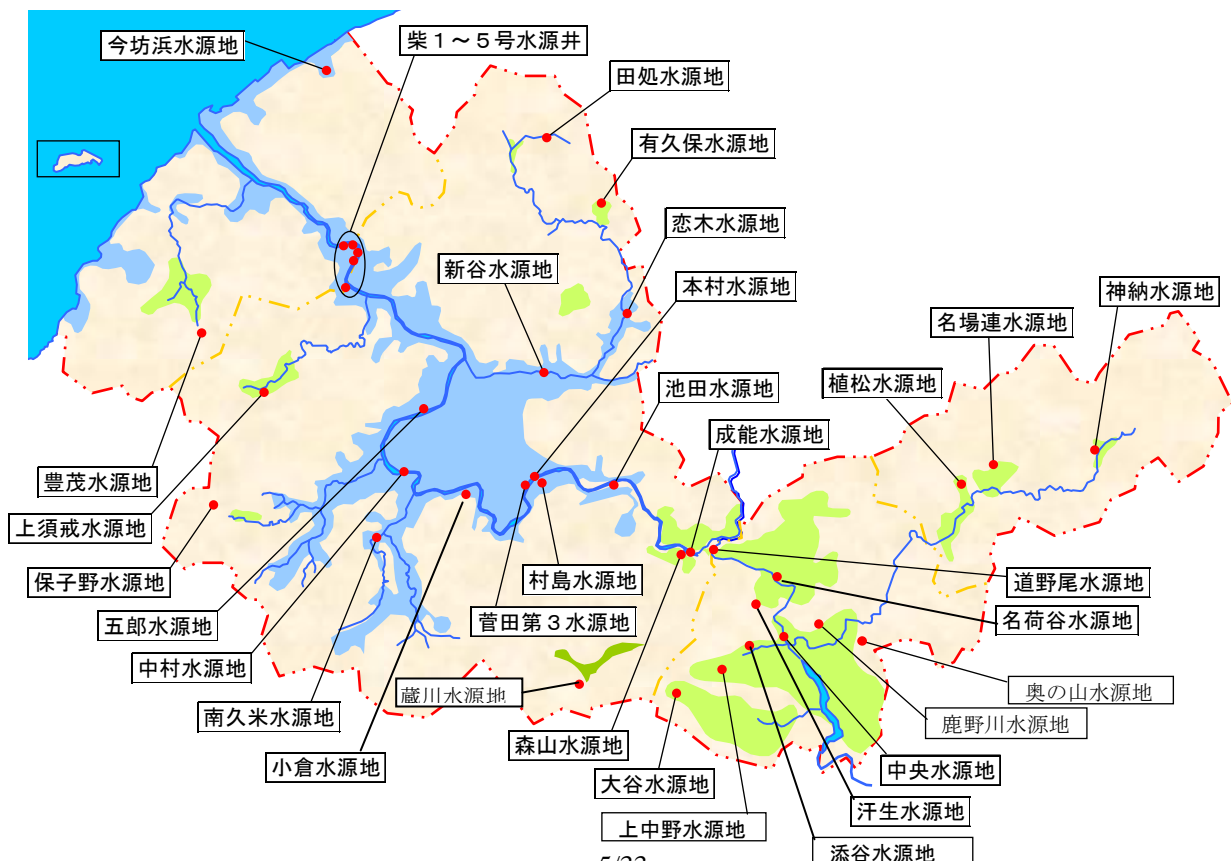 今坊浜水源地
柴１～５号水源井
田処水源地
有久保水源地
恋木水源地
新谷水源地
本村水源地
神納水源地
名場連水源地
植松水源地
池田水源地
成能水源地
豊茂水源地
上須戒水源地
保子野水源地
五郎水源地
中村水源地
南久米水源地
小倉水源地
蔵川水源地
村島水源地
菅田第３水源地
森山水源地
大谷水源地
上中野水源地
道野尾水源地
名荷谷水源地
奥の山水源地
鹿野川水源地
中央水源地
汗生水源地
添谷水源地
5/23